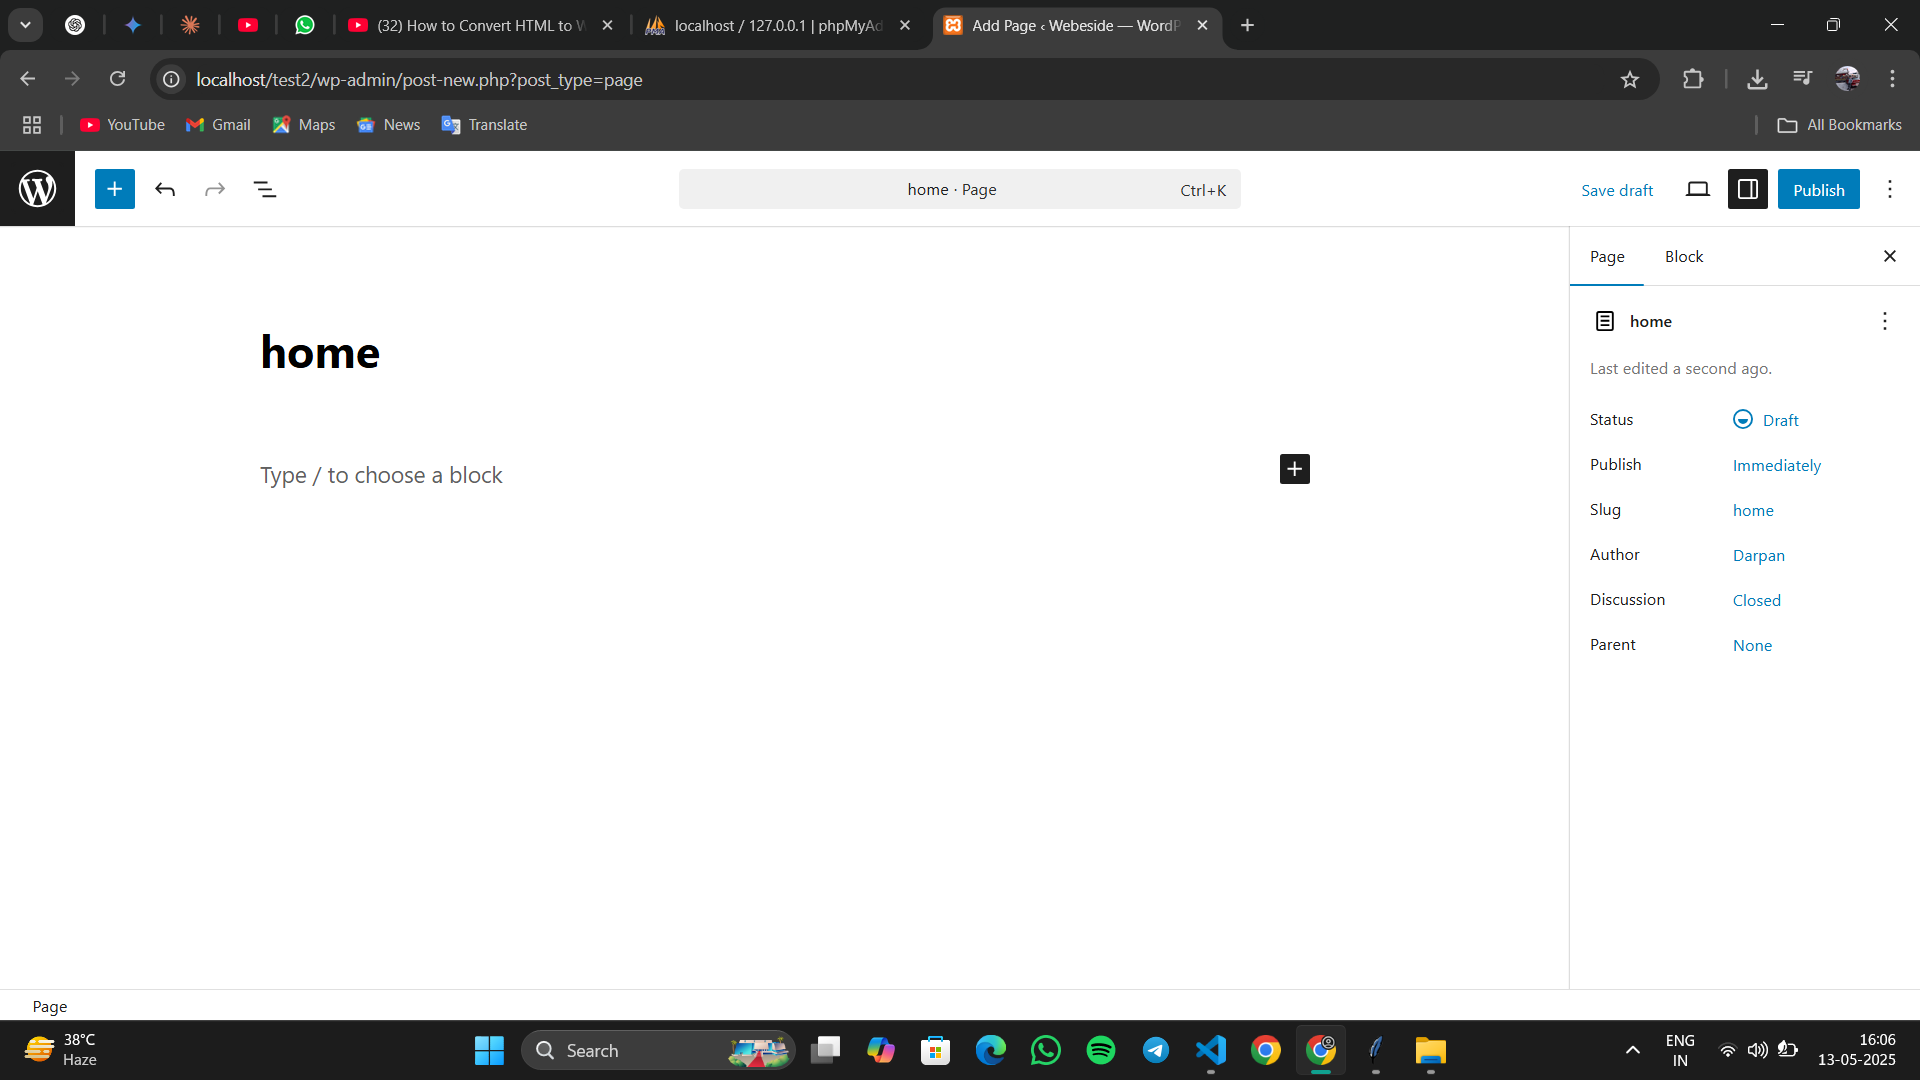 (32) How to Convert HTML to W
localhost / 127.0.0.1 | phpMyAd
Add Page ‹ Webeside — WordP
localhost/test2/wp-admin/post-new.php?post_type=page
YouTube
Gmail
Maps
News
Translate
All Bookmarks
home · Page
Ctrl+K
Save draft
Publish
Page
Block
home
home
Last edited a second ago.
Status
Draft
Type / to choose a block
Publish
Immediately
Slug
home
Author
Darpan
Discussion
Closed
Parent
None
Page
38°C
Haze
Search
ENG
IN
16:06
13-05-2025